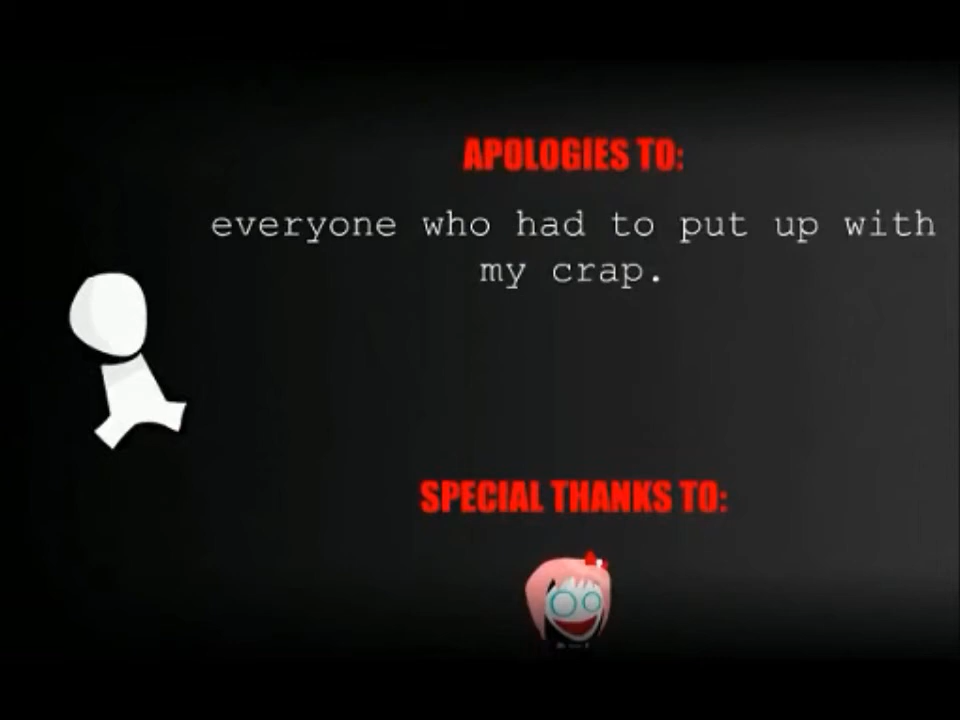 APOLOGIES TO:
everyone who had to put up with
my crap.
SPECIAL THANKS TO: